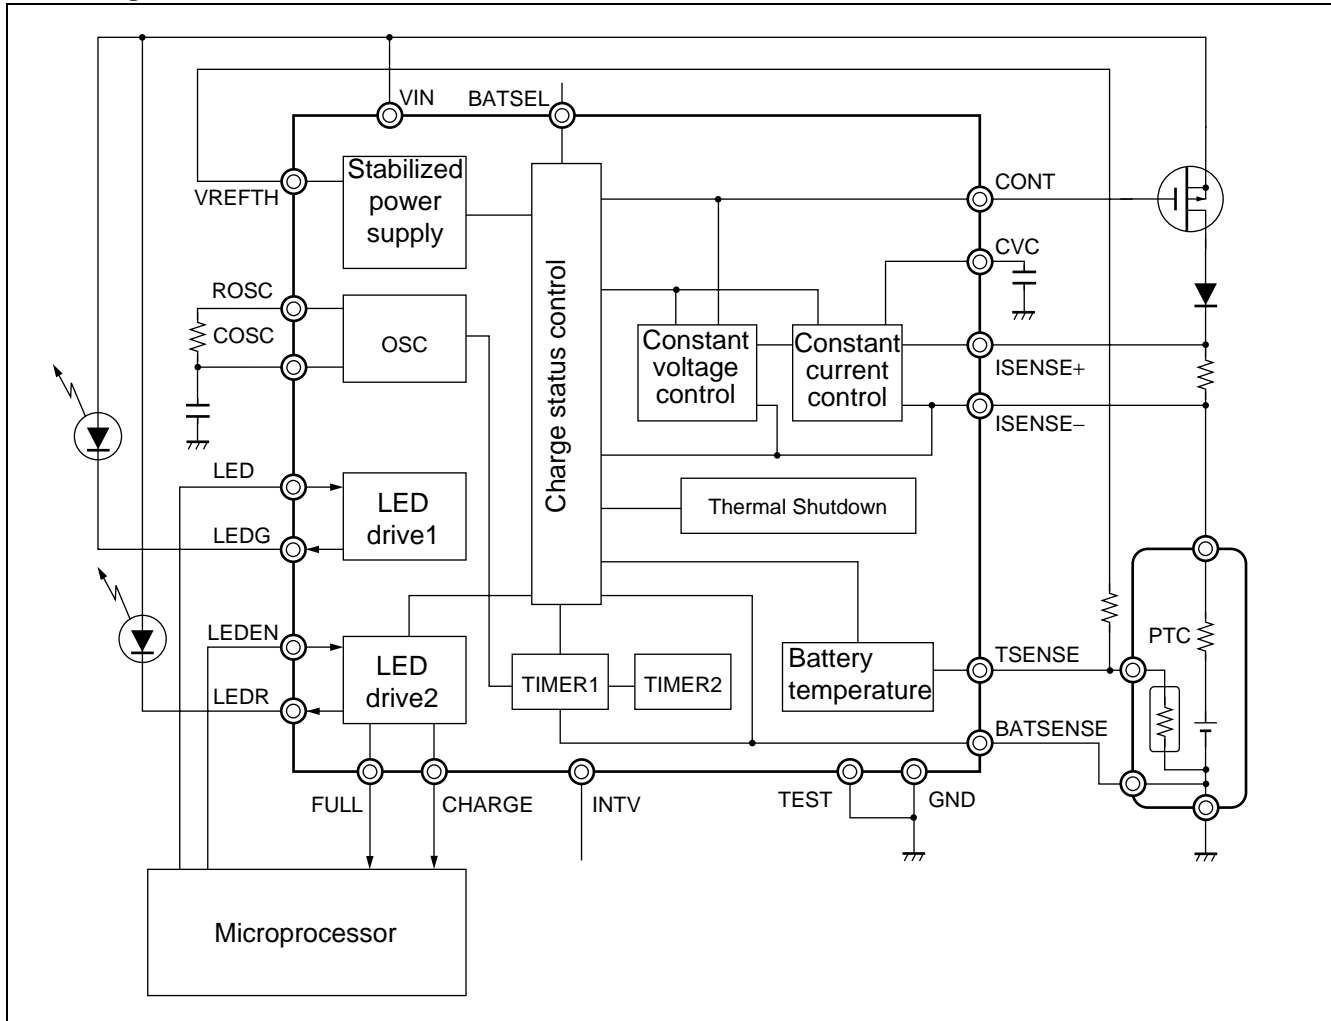 VIN
BATSEL
VREFTH
Stabilized
power
supply
CONT
CVC
ROSC
COSC
OSC
Charge status control
Constant
voltage
control
Constant
current
control
ISENSE+
ISENSE−
LED
LED
drive1
LEDG
Thermal Shutdown
LEDEN
LED
drive2
LEDR
TIMER1
TIMER2
Battery
temperature
TSENSE
PTC
BATSENSE
FULL
CHARGE
INTV
TEST
GND
Microprocessor